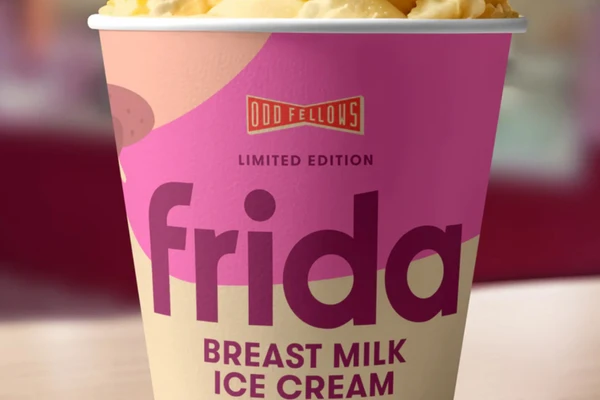 ODD FELLOWS
LIMITED EDITION
frida
BREAST MILK
ICE CREAM